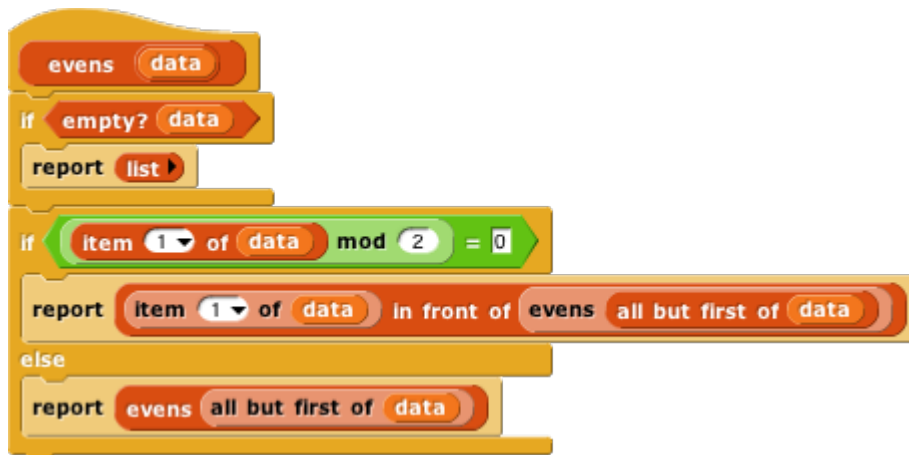 evens data
if empty? data
report list
if item 1 of data mod 2 = 0
report item 1 of data in front of evens all but first of data
else
report evens all but first of data